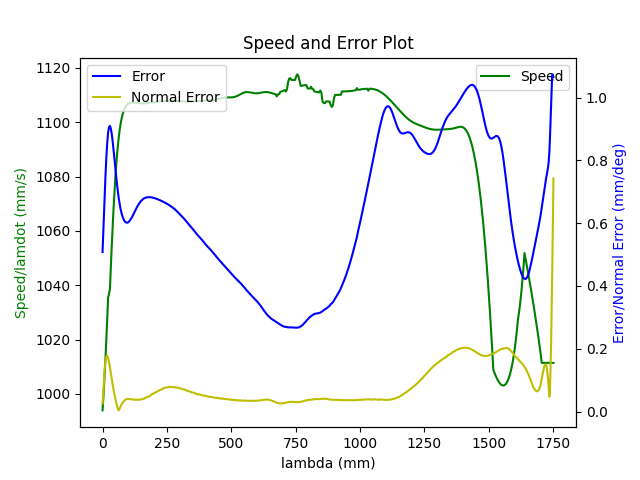 Speed and Error Plot
Error
Normal Error
Speed
1120
1100
1080
1060
1040
1020
1000
Speed/lamdot (mm/s)
1.0
0.8
0.6
0.4
0.2
0.0
Error/Normal Error (mm/deg)
0 250 500 750 1000 1250 1500 1750
lambda (mm)